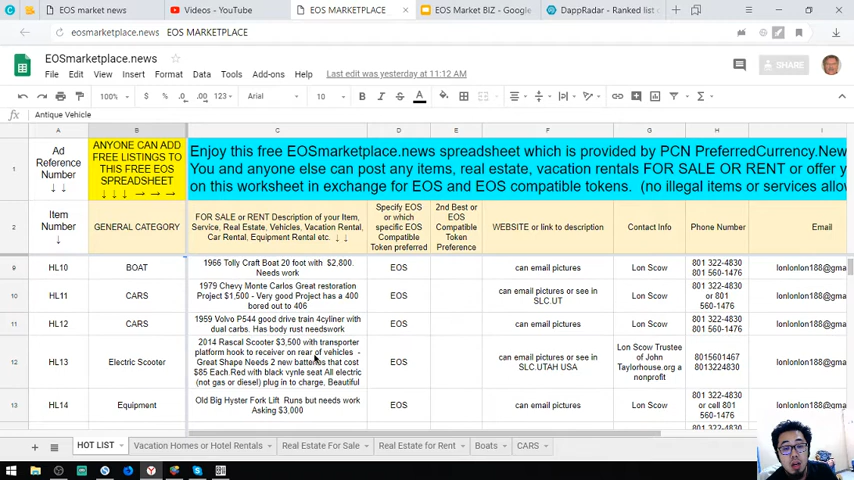 EOS market news
Videos - YouTube
EOS MARKETPLACE
EOS Market BIZ - Google
DappRadar - Ranked list
eosmarketplace.news EOS MARKETPLACE
EOSmarketplace.news
File Edit View Insert Format Data Tools Add-ons Help Last edit was yesterday at 11:12 AM
SHARE
100% $ % .0 .00 123 Arial 10 B I S A
fx Antique Vehicle
A B C D E F G H I
1
Ad
Reference
Number
↓ ↓
ANYONE CAN ADD
FREE LISTINGS TO
THIS FREE EOS
SPREADSHEET
↓ ↓ ↓ → → →
Enjoy this free EOSmarketplace.news spreadsheet which is provided by PCN PreferredCurrency.New
You and anyone else can post any items, real estate, vacation rentals FOR SALE OR RENT or offer y
on this worksheet in exchange for EOS and EOS compatible tokens. (no illegal items or services allow
2
Item
Number
↓
GENERAL CATEGORY
FOR SALE or RENT Description of your Item,
Service, Real Estate, Vehicles, Vacation Rental,
Car Rental, Equipment Rental etc. ↓ ↓
Specify EOS
or which
specific EOS
Compatible
Token preferred
2nd Best or
EOS
Compatible
Token
Preference
WEBSITE or link to description
Contact Info
Phone Number
Email
9
HL10
BOAT
1966 Tolly Craft Boat 20 foot with $2,800.
Needs work
EOS
can email pictures
Lon Scow
801 322-4830
801 560-1476
lonlonlon188@gma
10
HL11
CARS
1979 Chevy Monte Carlos Great restoration
Project $1,500 - Very good Project has a 400
bored out to 406
EOS
can email pictures or see in
SLC.UT
Lon Scow
801 322-4830
or 801
560-1476
lonlonlon188@gma
11
HL12
CARS
1959 Volvo P544 good drive train 4cyliner with
dual carbs. Has body rust needswork
EOS
can email pictures
Lon Scow
801 322-4830
801 560-1476
lonlonlon188@gma
12
HL13
Electric Scooter
2014 Rascal Scooter $3,500 with transporter
platform hook to receiver on rear of vehicles -
Great Shape Needs 2 new batteries that cost
$85 Each Red with black vynle seat All electric
(not gas or diesel) plug in to charge, Beautiful
EOS
can email pictures or see in
SLC.UTAH USA
Lon Scow Trustee
of John
Taylorhouse.org a
nonprofit
8015601467
8013224830
lonlonlon188@gma
13
HL14
Equipment
Old Big Hyster Fork Lift Runs but needs work
Asking $3,000
EOS
can email pictures
Lon Scow
801 322-4830
or cell 801
560-1476
lonlonlon188@gma
HOT LIST Vacation Homes or Hotel Rentals Real Estate For Sale Real Estate for Rent Boats CARS